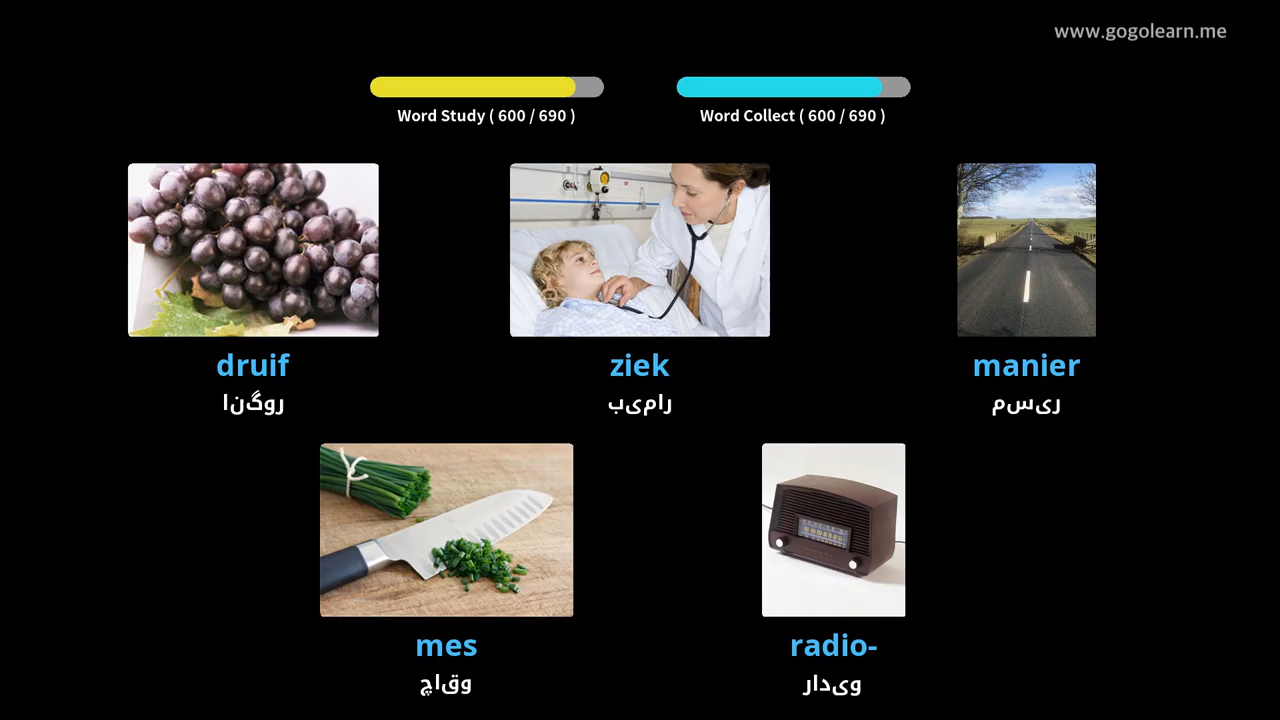 www.gogolearn.me
Word Study ( 600 / 690 )
Word Collect ( 600 / 690 )
druif
روگنا
ziek
رامیب
manier
ریسم
mes
وقاچ
radio-
ویدار